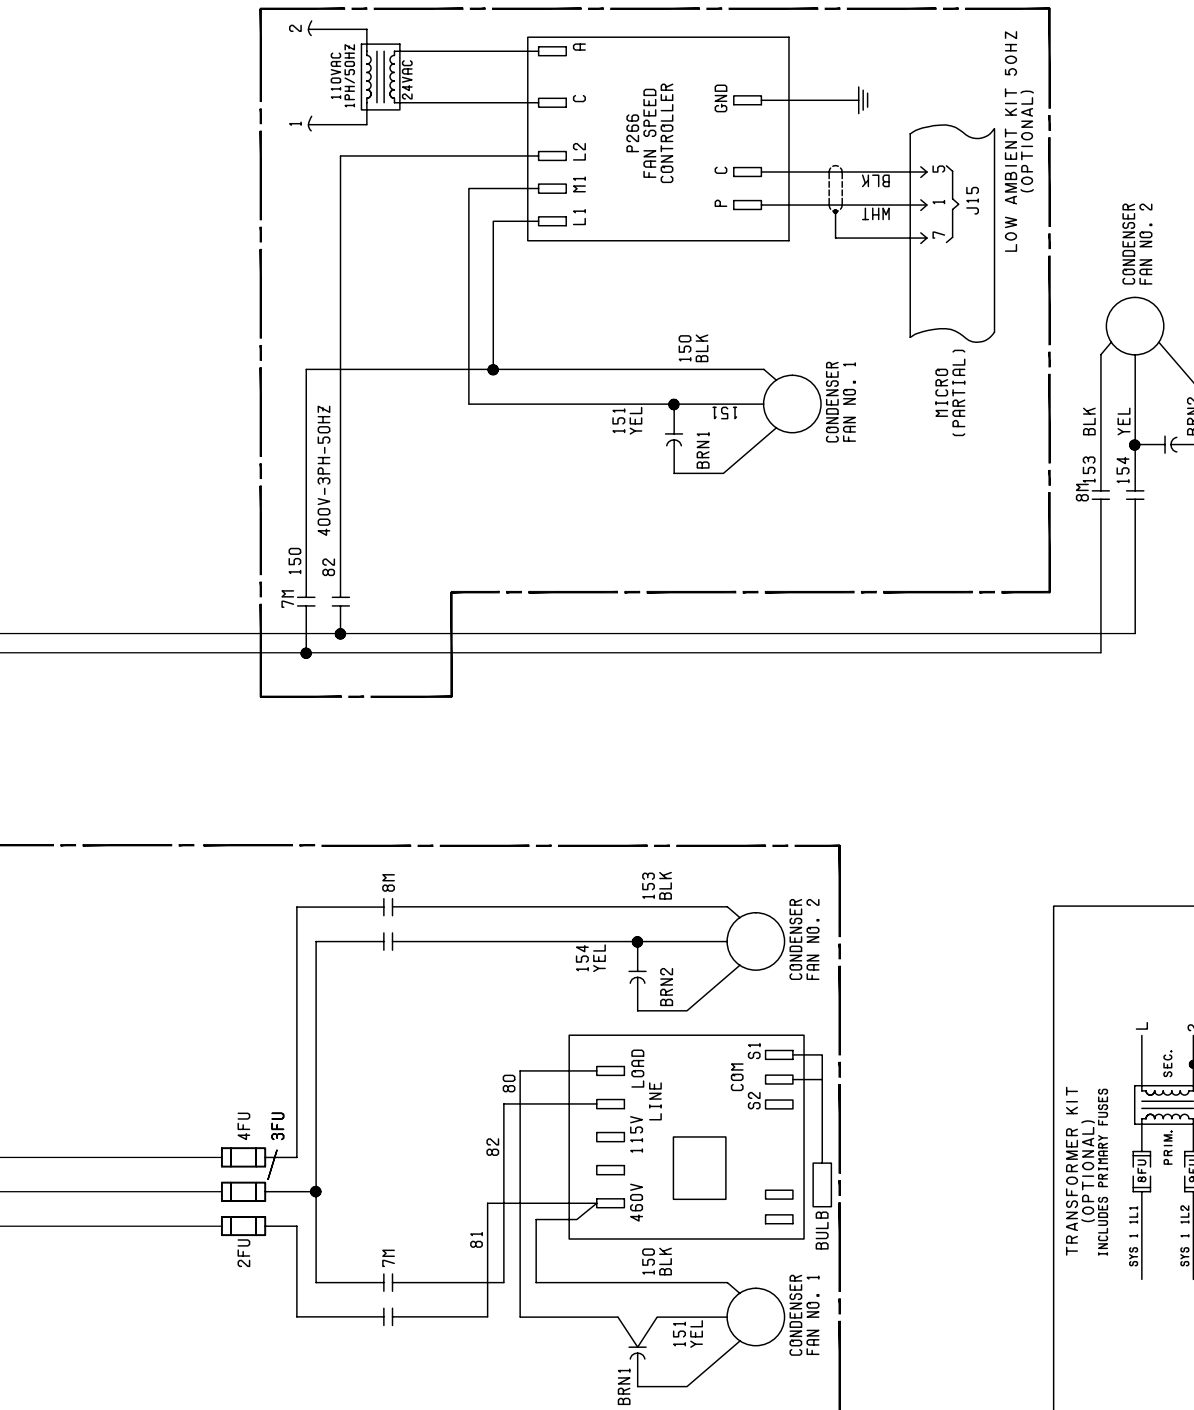 2
1
110VAC
1PH/50HZ
24VAC
A
C
L2
M1
L1
P266
FAN SPEED
CONTROLLER
GND
C
P
BLK
WHT
5
1
7
J15
MICRO
(PARTIAL)
LOW AMBIENT KIT 50HZ
(OPTIONAL)
150
BLK
151
YEL
151
BRN1
CONDENSER
FAN NO. 1
400V-3PH-50HZ
7M
150
82
CONDENSER
FAN NO. 2
8M
153
BLK
154
YEL
BRN2
8M
153
BLK
154
YEL
BRN2
CONDENSER
FAN NO. 2
4FU
3FU
2FU
7M
80
82
81
LOAD
LINE
115V
460V
COM
S1
S2
BULB
150
BLK
151
YEL
BRN1
CONDENSER
FAN NO. 1
TRANSFORMER KIT
(OPTIONAL)
INCLUDES PRIMARY FUSES
L
2
SEC.
PRIM.
8FU
9FU
SYS 1 1L1
SYS 1 1L2